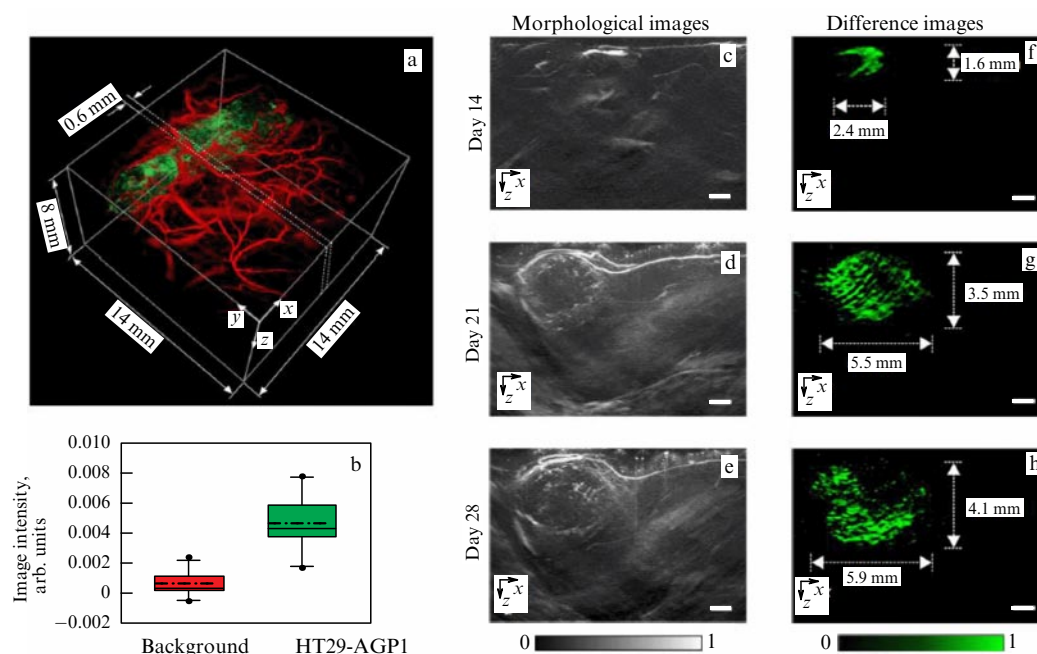 Morphological images
Difference images
a
0.6 mm
8 mm
14 mm
14 mm
x
y
z
Day 14
c
x
z
f
1.6 mm
2.4 mm
x
z
Day 21
d
x
z
g
3.5 mm
5.5 mm
x
z
Day 28
e
x
z
h
4.1 mm
5.9 mm
x
z
0 1
0 1
b
Image intensity,
arb. units
0.010
0.008
0.006
0.004
0.002
0
−0.002
Background HT29-AGP1